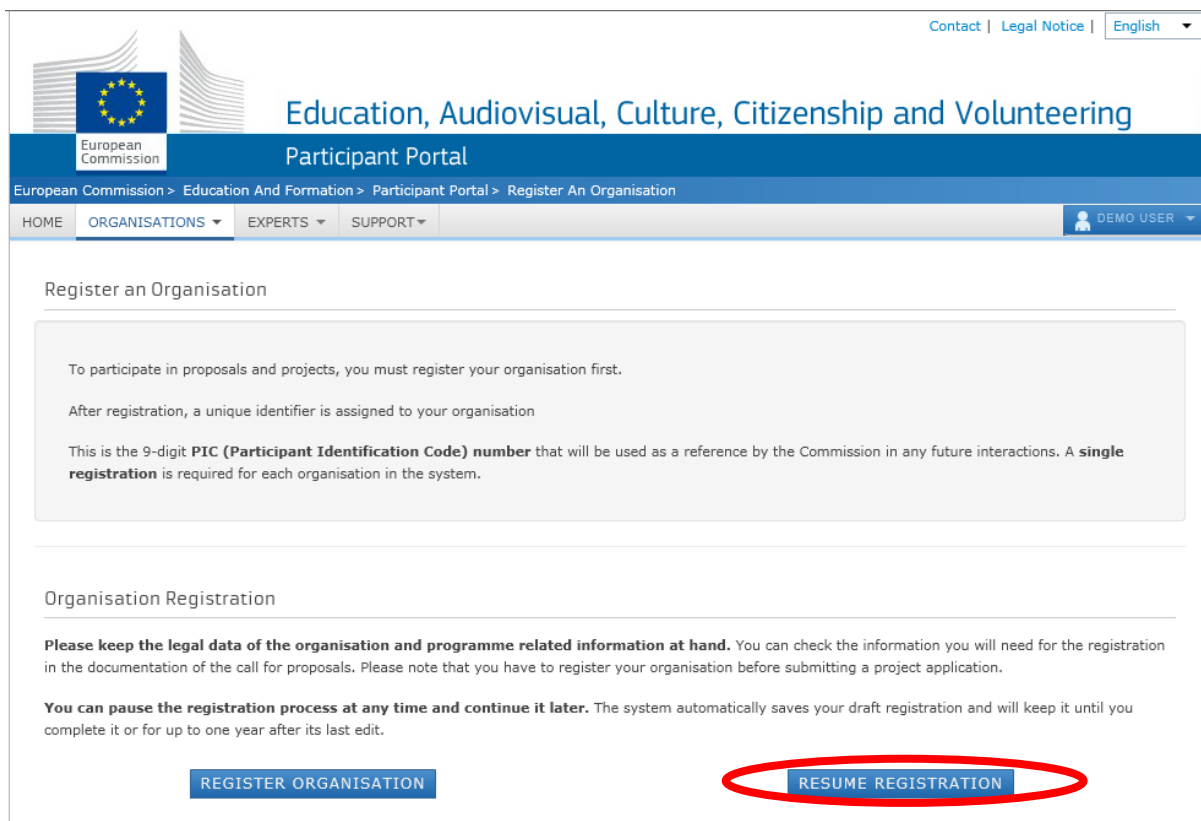 Contact | Legal Notice | English
Education, Audiovisual, Culture, Citizenship and Volunteering
European
Commission
Participant Portal
European Commission > Education And Formation > Participant Portal > Register An Organisation
HOME ORGANISATIONS EXPERTS SUPPORT DEMO USER
Register an Organisation
To participate in proposals and projects, you must register your organisation first.
After registration, a unique identifier is assigned to your organisation
This is the 9-digit PIC (Participant Identification Code) number that will be used as a reference by the Commission in any future interactions. A single
registration is required for each organisation in the system.
Organisation Registration
Please keep the legal data of the organisation and programme related information at hand. You can check the information you will need for the registration
in the documentation of the call for proposals. Please note that you have to register your organisation before submitting a project application.
You can pause the registration process at any time and continue it later. The system automatically saves your draft registration and will keep it until you
complete it or for up to one year after its last edit.
REGISTER ORGANISATION RESUME REGISTRATION